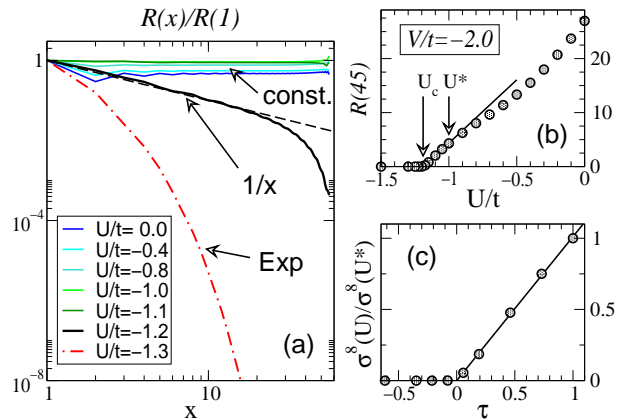 R(x)/R(1)
1
10^-4
10^-8
const.
1/x
Exp
U/t= 0.0
U/t=-0.4
U/t=-0.8
U/t=-1.0
U/t=-1.1
U/t=-1.2
U/t=-1.3
(a)
1 10
x
V/t=-2.0
R(45)
20
10
0
U_c U*
(b)
-1.5 -1 -0.5 0
U/t
σ^8(U)/σ^8(U*)
1
0.5
0
(c)
-0.5 0 0.5 1
τ